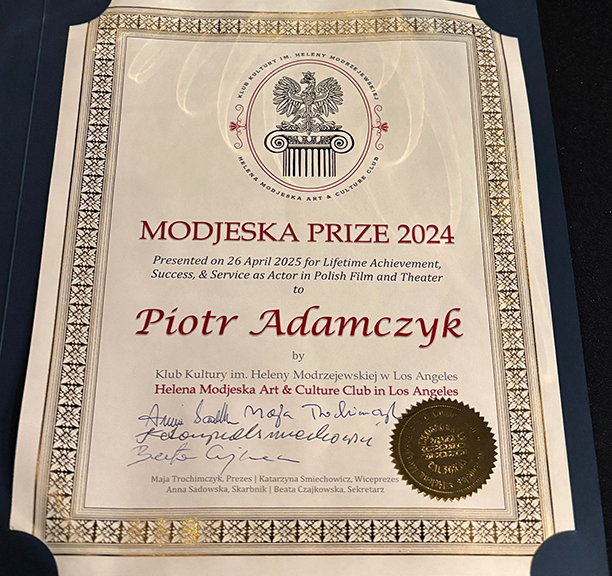 KLUB KULTURY IM. HELENY MODRZEJEWSKIEJ
HELENA MODJESKA ART & CULTURE CLUB
MODJESKA PRIZE 2024
Presented on 26 April 2025 for Lifetime Achievement,
Success, & Service as Actor in Polish Film and Theater
to
Piotr Adamczyk
by
Klub Kultury im. Heleny Modrzejewskiej w Los Angeles
Helena Modjeska Art & Culture Club in Los Angeles
Maja Trochimczyk
Maja Trochimczyk, Prezes | Katarzyna Smiechowicz, Wiceprezes
Anna Sadowska, Skarbnik | Beata Czajkowska, Sekretarz